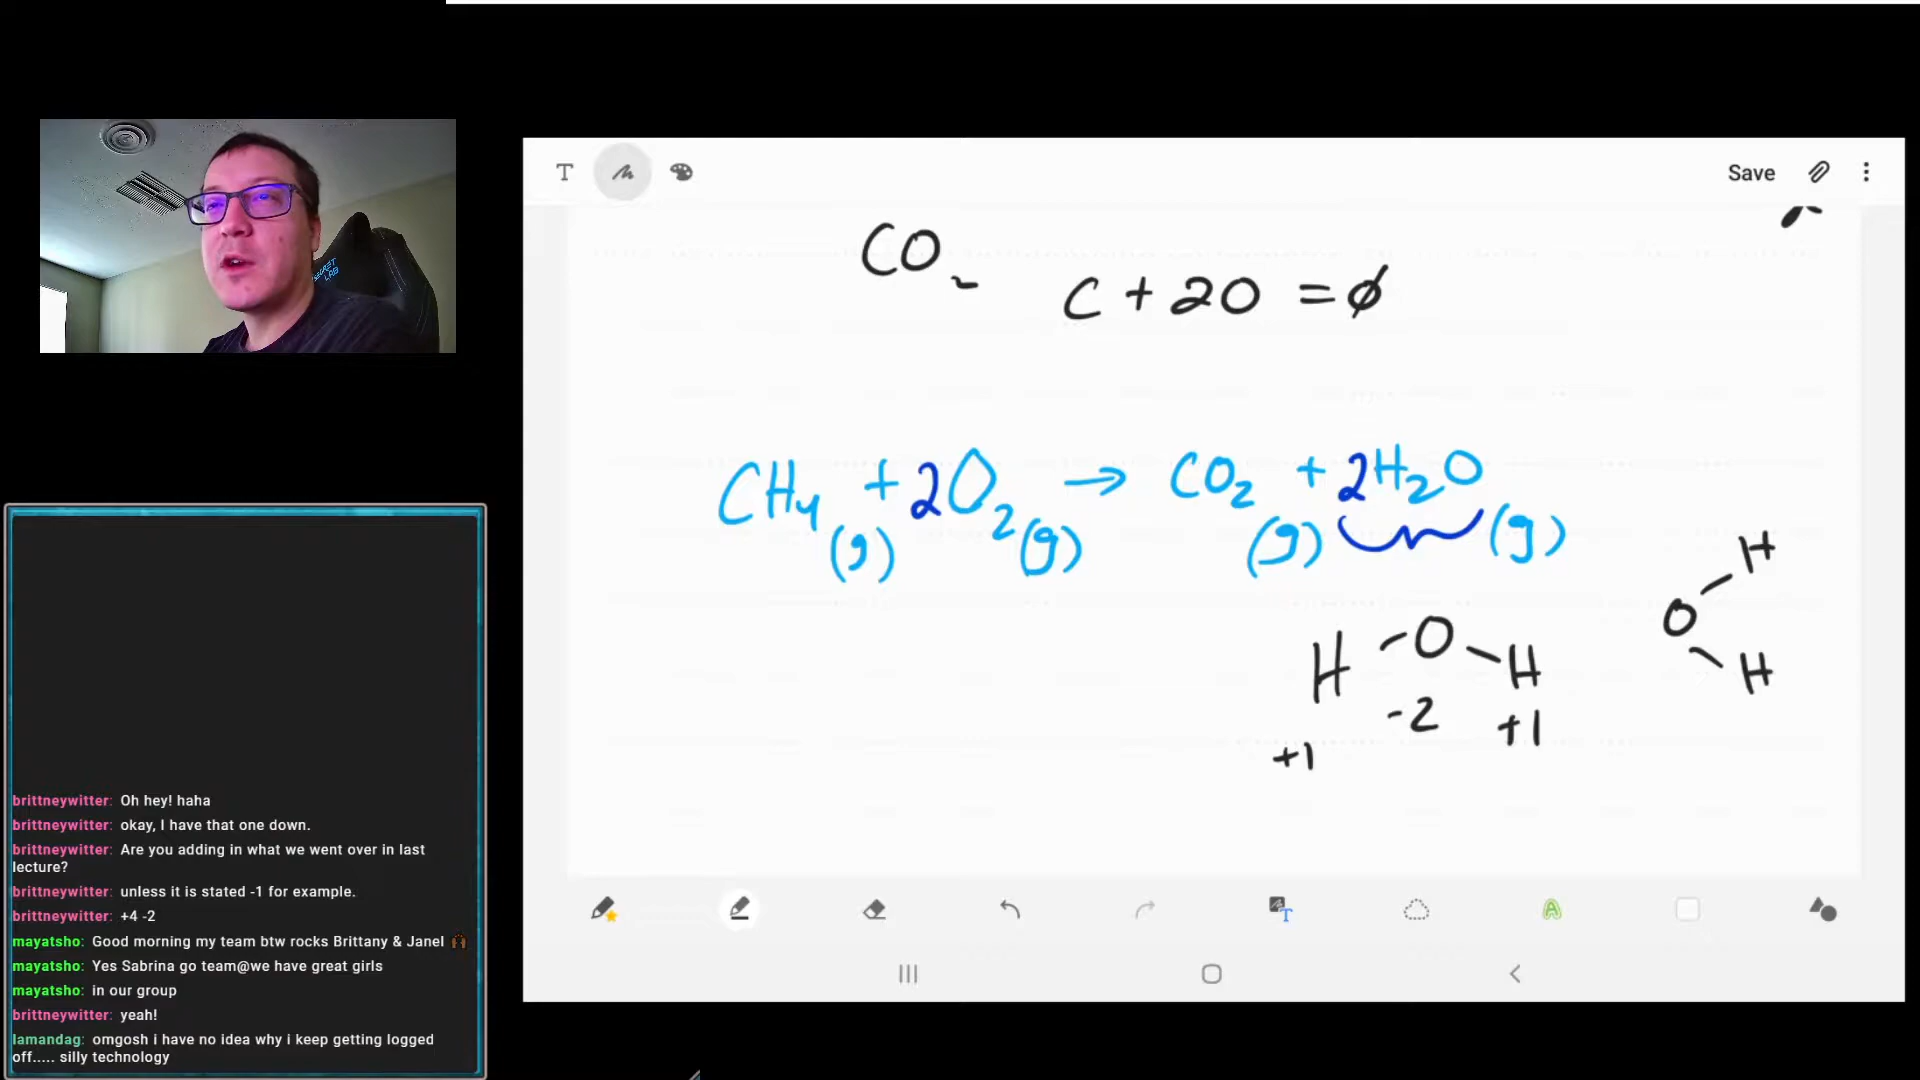 SECRET
LAB
T
Save
CO2
C + 2O = ∅
CH4 (g) + 2O2 (g) → CO2 (g) + 2H2O (g)
H - O - H
+1 -2 +1
H
O
H
brittneywitter: Oh hey! haha
brittneywitter: okay, I have that one down.
brittneywitter: Are you adding in what we went over in last
lecture?
brittneywitter: unless it is stated -1 for example.
brittneywitter: +4 -2
mayatsho: Good morning my team btw rocks Brittany & Janel
mayatsho: Yes Sabrina go team@we have great girls
mayatsho: in our group
brittneywitter: yeah!
lamandag: omgosh i have no idea why i keep getting logged
off..... silly technology